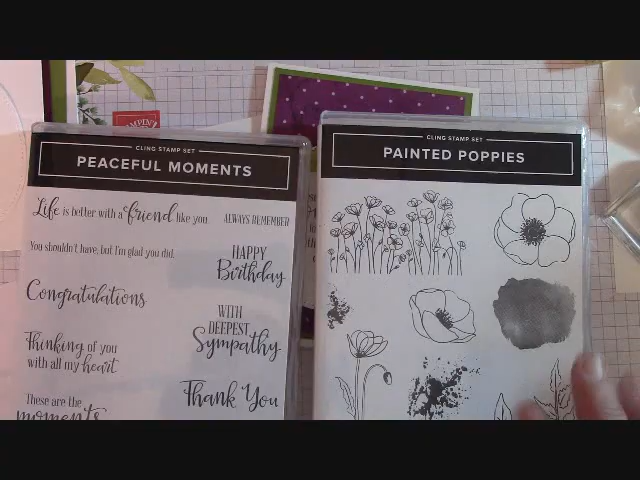 CLING STAMP SET
PEACEFUL MOMENTS
Life is better with a friend like you
ALWAYS REMEMBER
You shouldn't have, but I'm glad you did.
HAPPY
Birthday
Congratulations
WITH
DEEPEST
Sympathy
Thinking of you
with all my heart
Thank You
These are the
moments
CLING STAMP SET
PAINTED POPPIES